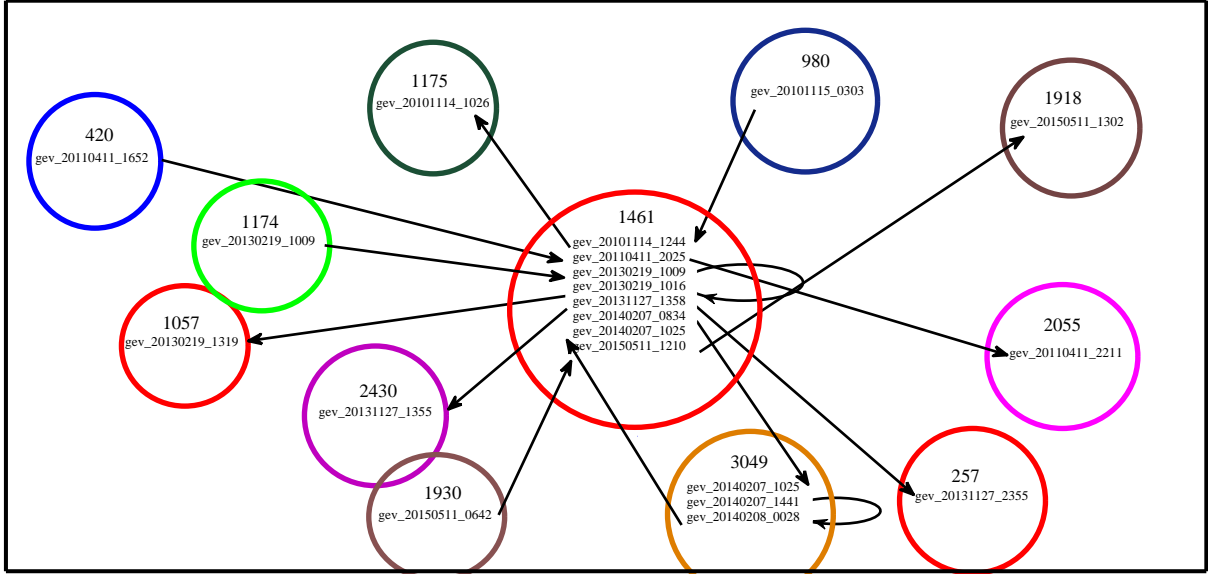 1175
gev_20101114_1026
980
gev_20101115_0303
1918
gev_20150511_1302
420
gev_20110411_1652
1174
gev_20130219_1009
1461
gev_20101114_1244
gev_20110411_2025
gev_20130219_1009
gev_20130219_1016
gev_20131127_1358
gev_20140207_0834
gev_20140207_1025
gev_20150511_1210
1057
gev_20130219_1319
2055
gev_20110411_2211
2430
gev_20131127_1355
1930
gev_20150511_0642
3049
gev_20140207_1025
gev_20140207_1441
gev_20140208_0028
257
gev_20131127_2355